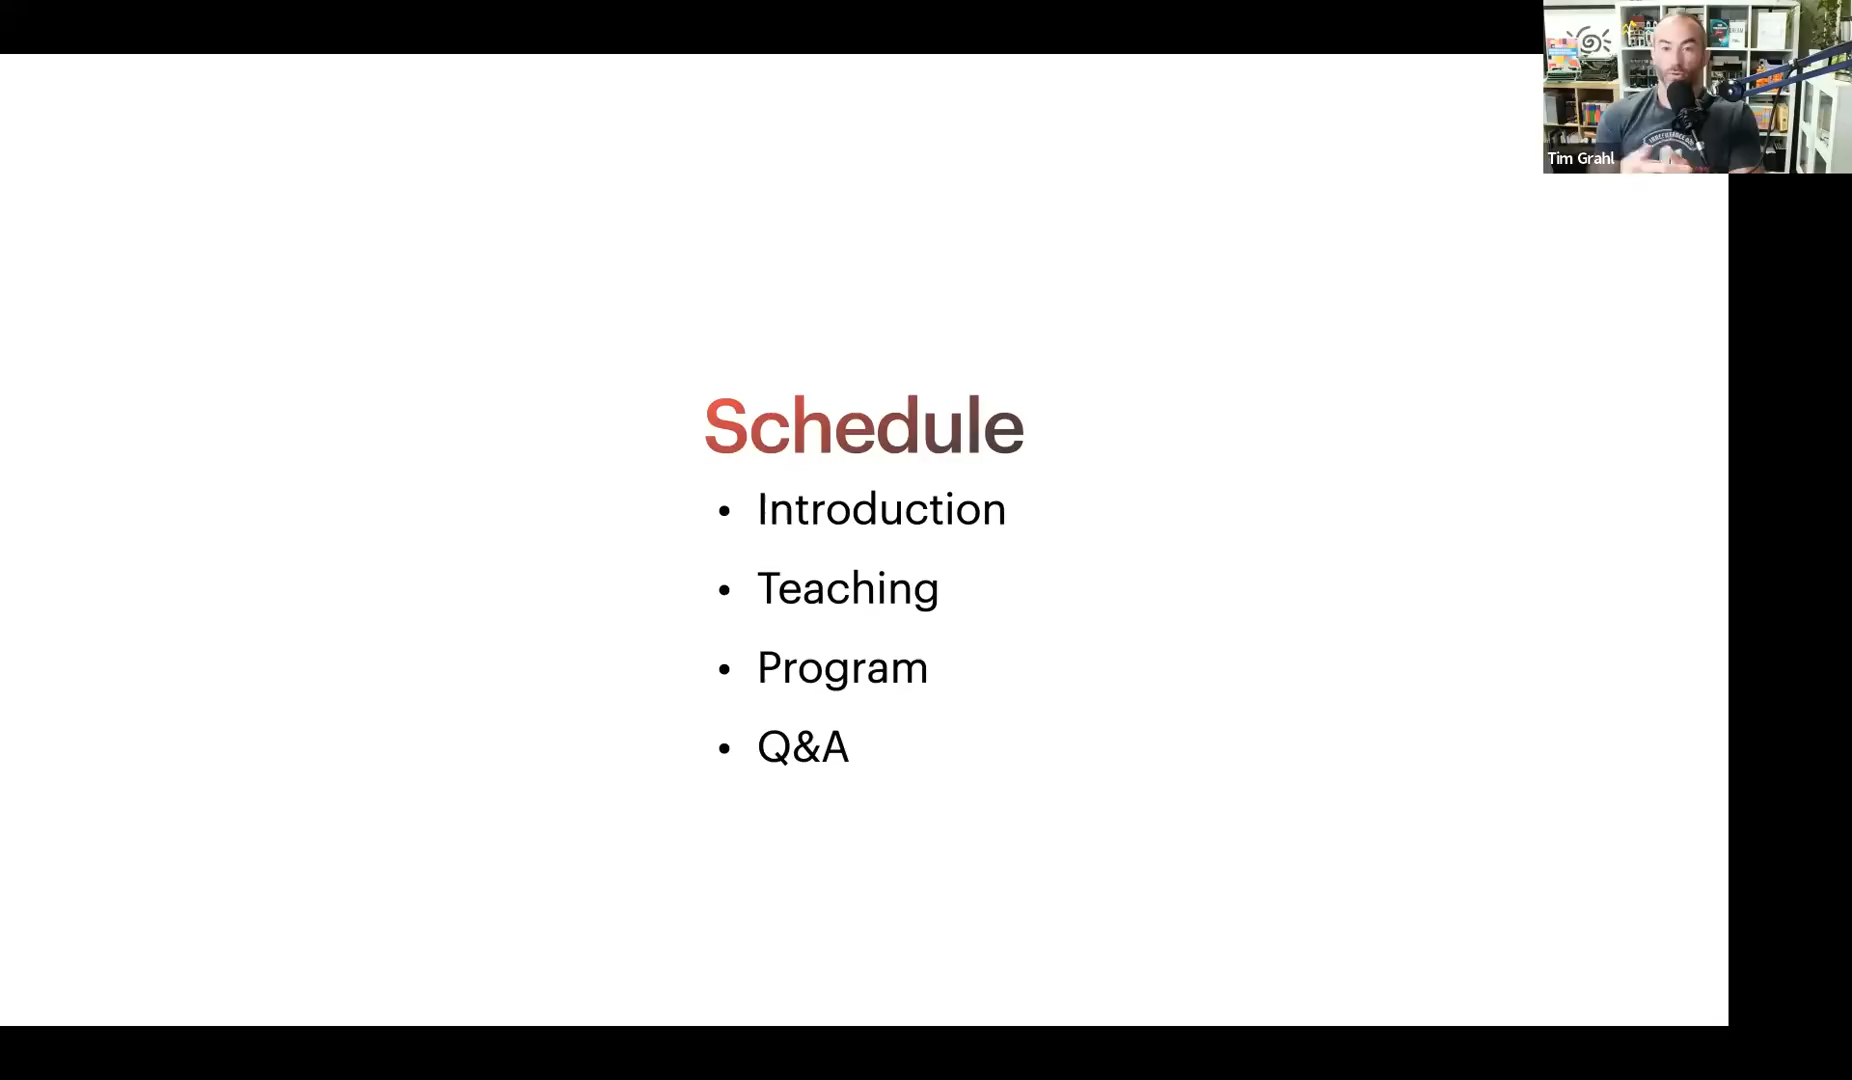 Tim Grahl
Schedule
• Introduction
• Teaching
• Program
• Q&A